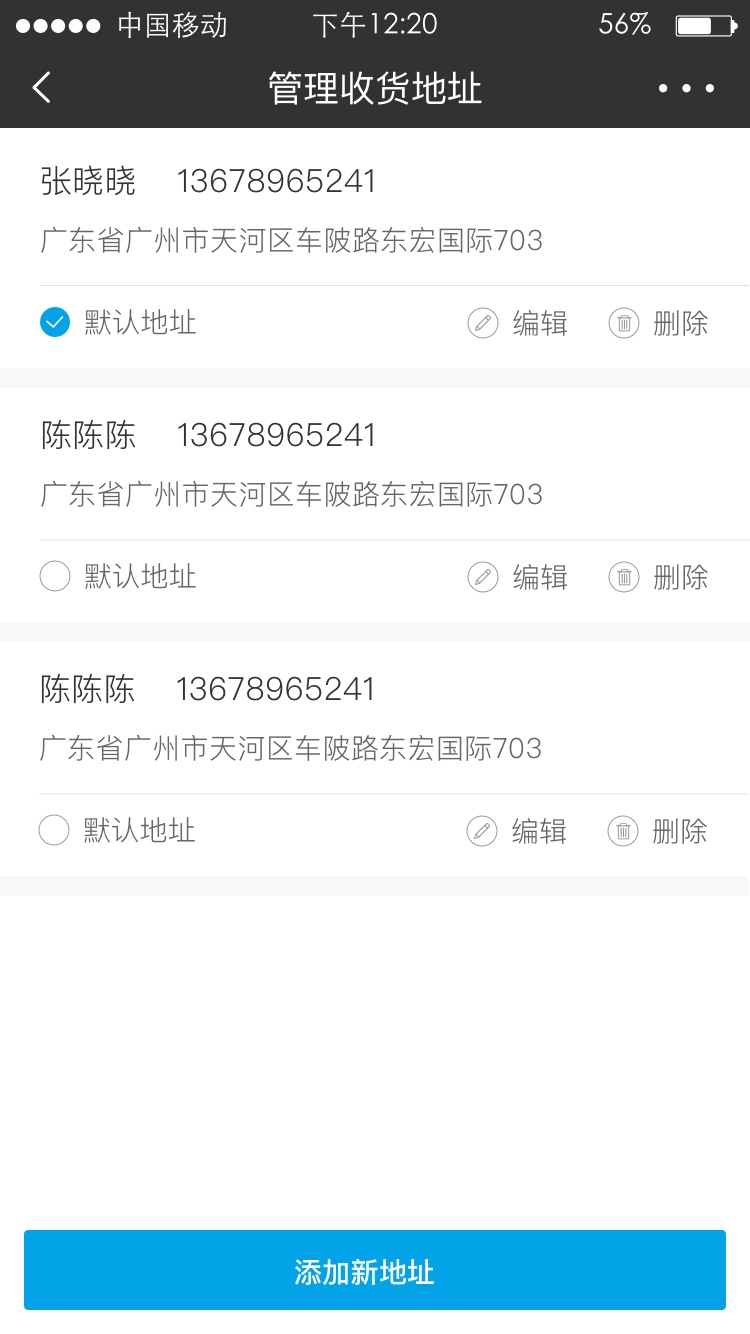 中国移动 下午12:20 56%
管理收货地址
张晓晓 13678965241
广东省广州市天河区车陂路东宏国际703
默认地址 编辑 删除
陈陈陈 13678965241
广东省广州市天河区车陂路东宏国际703
默认地址 编辑 删除
陈陈陈 13678965241
广东省广州市天河区车陂路东宏国际703
默认地址 编辑 删除
添加新地址